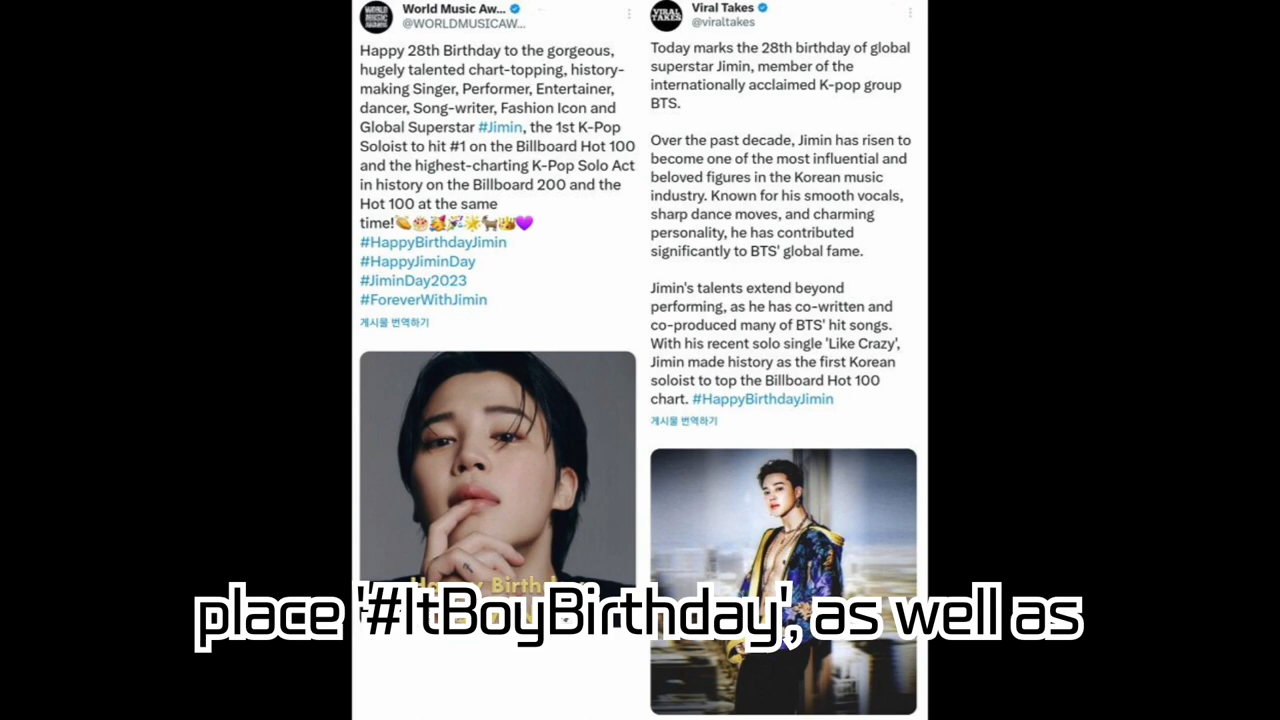 World Music Aw...
@WORLDMUSICAW...
Happy 28th Birthday to the gorgeous,
hugely talented chart-topping, history-
making Singer, Performer, Entertainer,
dancer, Song-writer, Fashion Icon and
Global Superstar #Jimin, the 1st K-Pop
Soloist to hit #1 on the Billboard Hot 100
and the highest-charting K-Pop Solo Act
in history on the Billboard 200 and the
Hot 100 at the same
time!
#HappyBirthdayJimin
#HappyJiminDay
#JiminDay2023
#ForeverWithJimin
게시물 번역하기
Happy Birthday
VIRAL
TAKES
Viral Takes
@viraltakes
Today marks the 28th birthday of global
superstar Jimin, member of the
internationally acclaimed K-pop group
BTS.
Over the past decade, Jimin has risen to
become one of the most influential and
beloved figures in the Korean music
industry. Known for his smooth vocals,
sharp dance moves, and charming
personality, he has contributed
significantly to BTS' global fame.
Jimin's talents extend beyond
performing, as he has co-written and
co-produced many of BTS' hit songs.
With his recent solo single 'Like Crazy',
Jimin made history as the first Korean
soloist to top the Billboard Hot 100
chart. #HappyBirthdayJimin
게시물 번역하기
place '#ItBoyBirthday', as well as